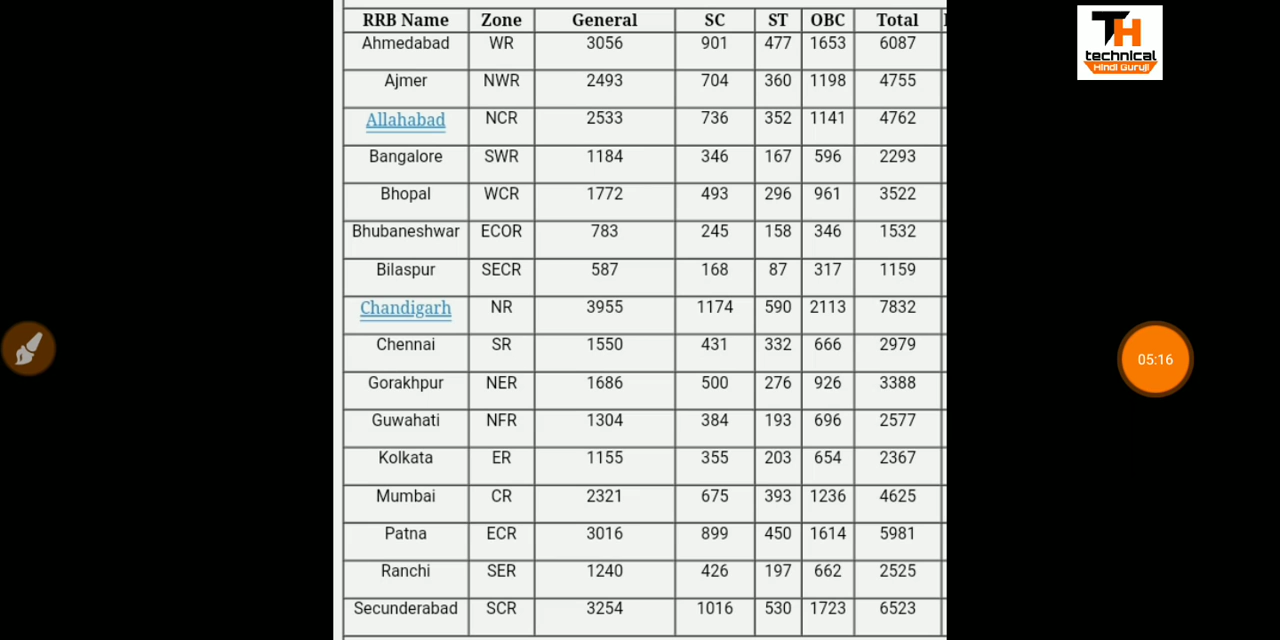 RRB Name Zone General SC ST OBC Total
Ahmedabad WR 3056 901 477 1653 6087
Ajmer NWR 2493 704 360 1198 4755
Allahabad NCR 2533 736 352 1141 4762
Bangalore SWR 1184 346 167 596 2293
Bhopal WCR 1772 493 296 961 3522
Bhubaneshwar ECOR 783 245 158 346 1532
Bilaspur SECR 587 168 87 317 1159
Chandigarh NR 3955 1174 590 2113 7832
Chennai SR 1550 431 332 666 2979
Gorakhpur NER 1686 500 276 926 3388
Guwahati NFR 1304 384 193 696 2577
Kolkata ER 1155 355 203 654 2367
Mumbai CR 2321 675 393 1236 4625
Patna ECR 3016 899 450 1614 5981
Ranchi SER 1240 426 197 662 2525
Secunderabad SCR 3254 1016 530 1723 6523
TH
technical
Hindi Guruji
05:16